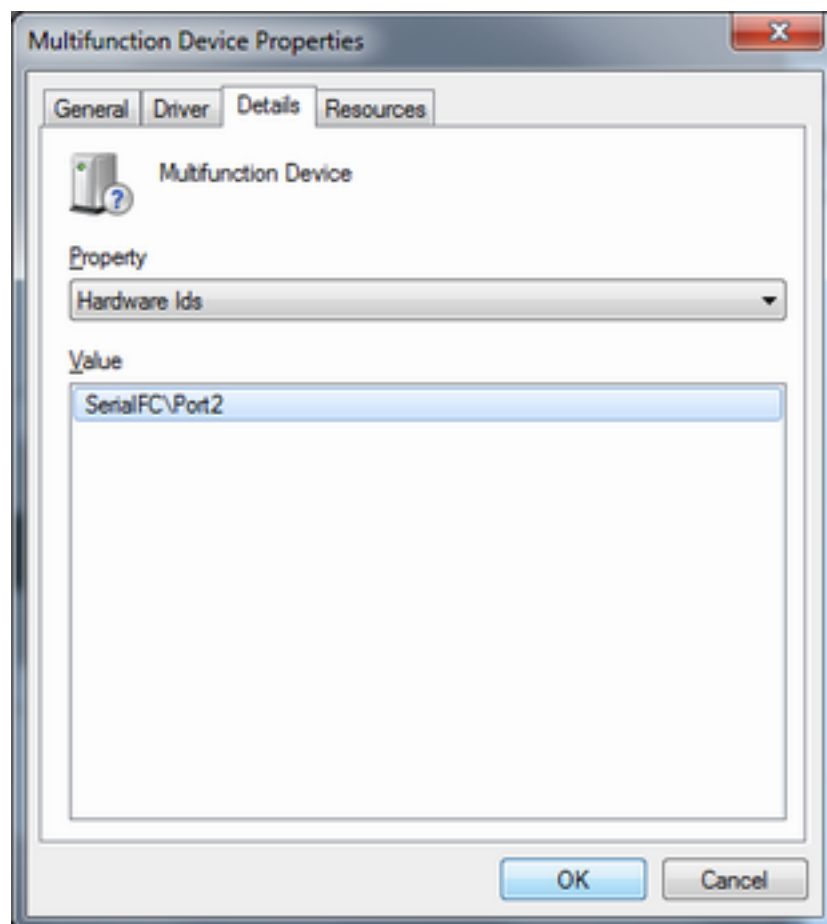 Multifunction Device Properties
General Driver Details Resources
Multifunction Device
Property
Hardware Ids
Value
SerialFC\Port2
OK Cancel